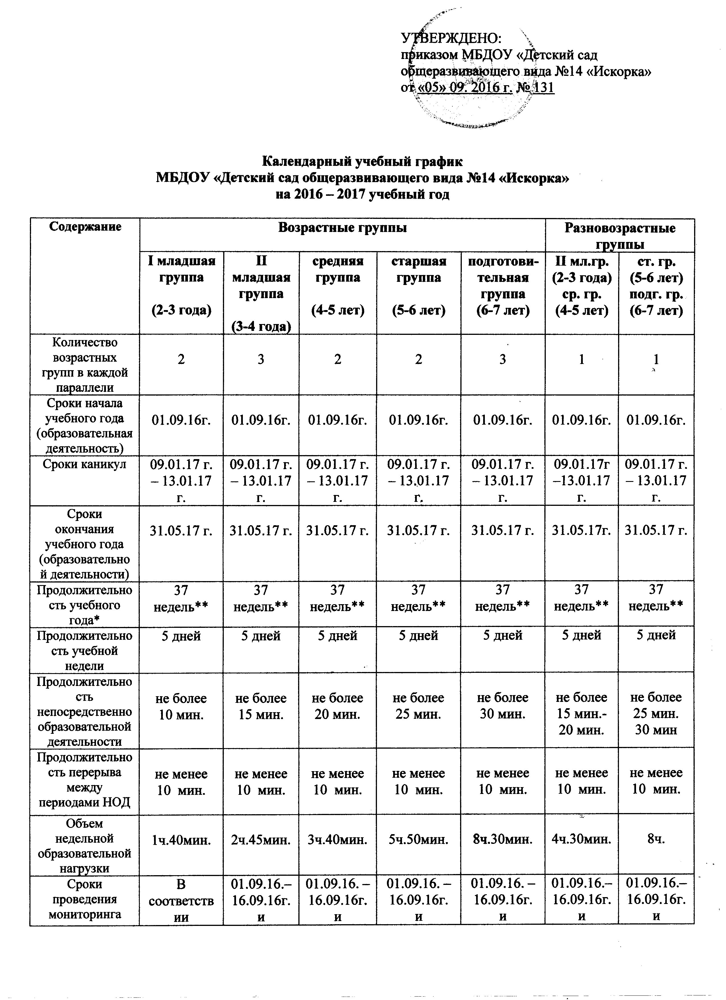 УТВЕРЖДЕНО:
приказом МБДОУ «Детский сад
общеразвивающего вида №14 «Искорка»
от «05» 09. 2016 г. № 131
Календарный учебный график
МБДОУ «Детский сад общеразвивающего вида №14 «Искорка»
на 2016 – 2017 учебный год
Содержание
Возрастные группы
Разновозрастные
группы
I младшая
группа
(2-3 года)
II
младшая
группа
(3-4 года)
средняя
группа
(4-5 лет)
старшая
группа
(5-6 лет)
подготови-
тельная
группа
(6-7 лет)
II мл.гр.
(2-3 года)
ср. гр.
(4-5 лет)
ст. гр.
(5-6 лет)
подг. гр.
(6-7 лет)
Количество
возрастных
групп в каждой
параллели
2
3
2
2
3
1
1
Сроки начала
учебного года
(образовательная
деятельность)
01.09.16г.
01.09.16г.
01.09.16г.
01.09.16г.
01.09.16г.
01.09.16г.
01.09.16г.
Сроки каникул
09.01.17 г.
– 13.01.17
г.
09.01.17 г.
– 13.01.17
г.
09.01.17 г.
– 13.01.17
г.
09.01.17 г.
– 13.01.17
г.
09.01.17 г.
– 13.01.17
г.
09.01.17г
–13.01.17
г.
09.01.17 г.
– 13.01.17
г.
Сроки
окончания
учебного года
(образовательно
й деятельности)
31.05.17 г.
31.05.17 г.
31.05.17 г.
31.05.17 г.
31.05.17 г.
31.05.17г.
31.05.17 г.
Продолжительно
сть учебного
года*
37
недель**
37
недель**
37
недель**
37
недель**
37
недель**
37
недель**
37
недель**
Продолжительно
сть учебной
недели
5 дней
5 дней
5 дней
5 дней
5 дней
5 дней
5 дней
Продолжительно
сть
непосредственно
образовательной
деятельности
не более
10 мин.
не более
15 мин.
не более
20 мин.
не более
25 мин.
не более
30 мин.
не более
15 мин.-
20 мин.
не более
25 мин.
30 мин
Продолжительно
сть перерыва
между
периодами НОД
не менее
10 мин.
не менее
10 мин.
не менее
10 мин.
не менее
10 мин.
не менее
10 мин.
не менее
10 мин.
не менее
10 мин.
Объем
недельной
образовательной
нагрузки
1ч.40мин.
2ч.45мин.
3ч.40мин.
5ч.50мин.
8ч.30мин.
4ч.30мин.
8ч.
Сроки
проведения
мониторинга
В
соответств
ии
01.09.16.–
16.09.16г.
и
01.09.16. –
16.09.16г.
и
01.09.16. –
16.09.16г.
и
01.09.16. –
16.09.16г.
и
01.09.16.–
16.09.16г.
и
01.09.16.–
16.09.16г.
и